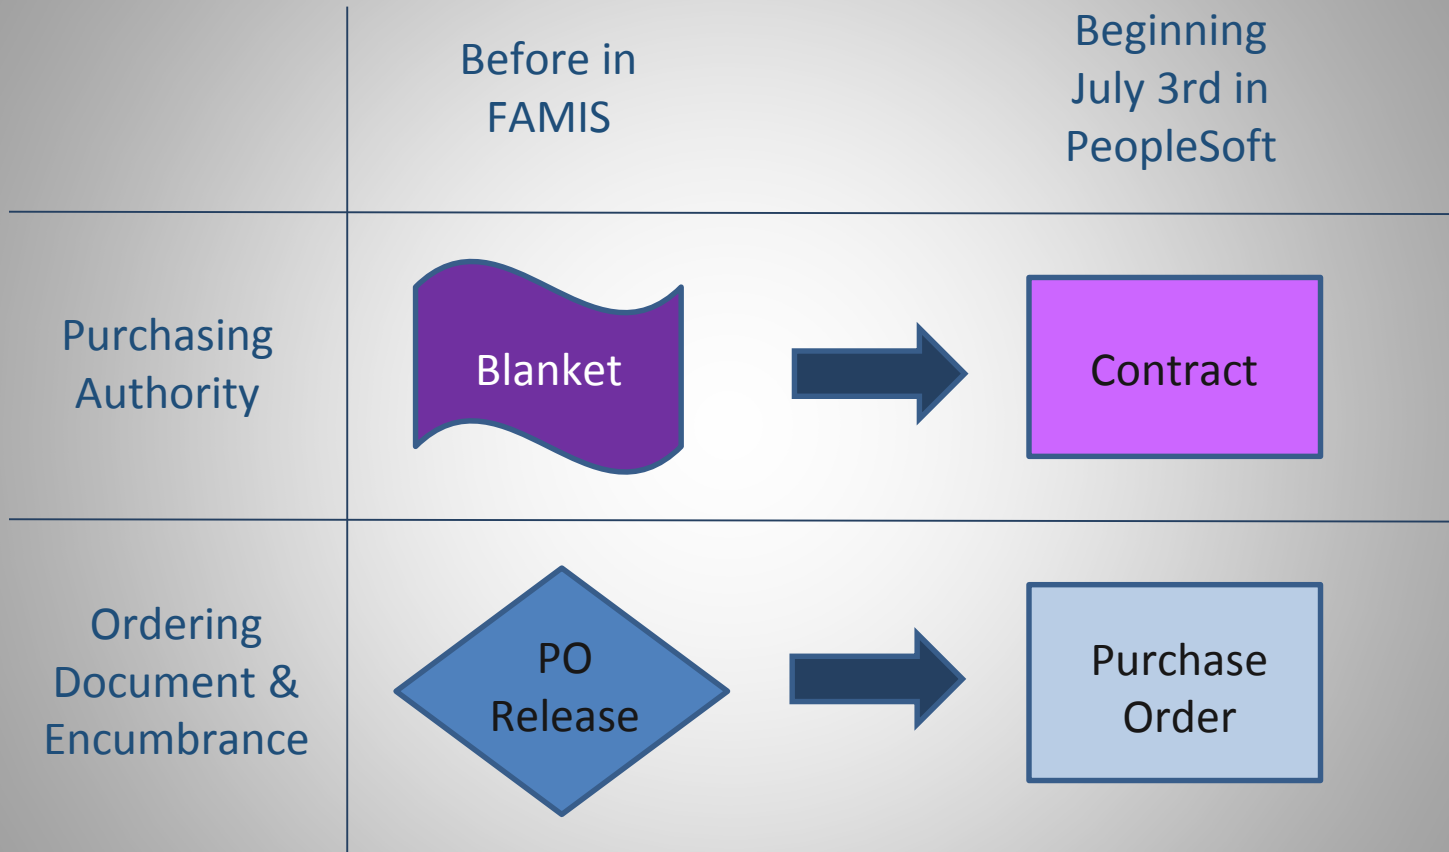 Before in
FAMIS
Beginning
July 3rd in
PeopleSoft
Purchasing
Authority
Blanket
Contract
Ordering
Document &
Encumbrance
PO
Release
Purchase
Order